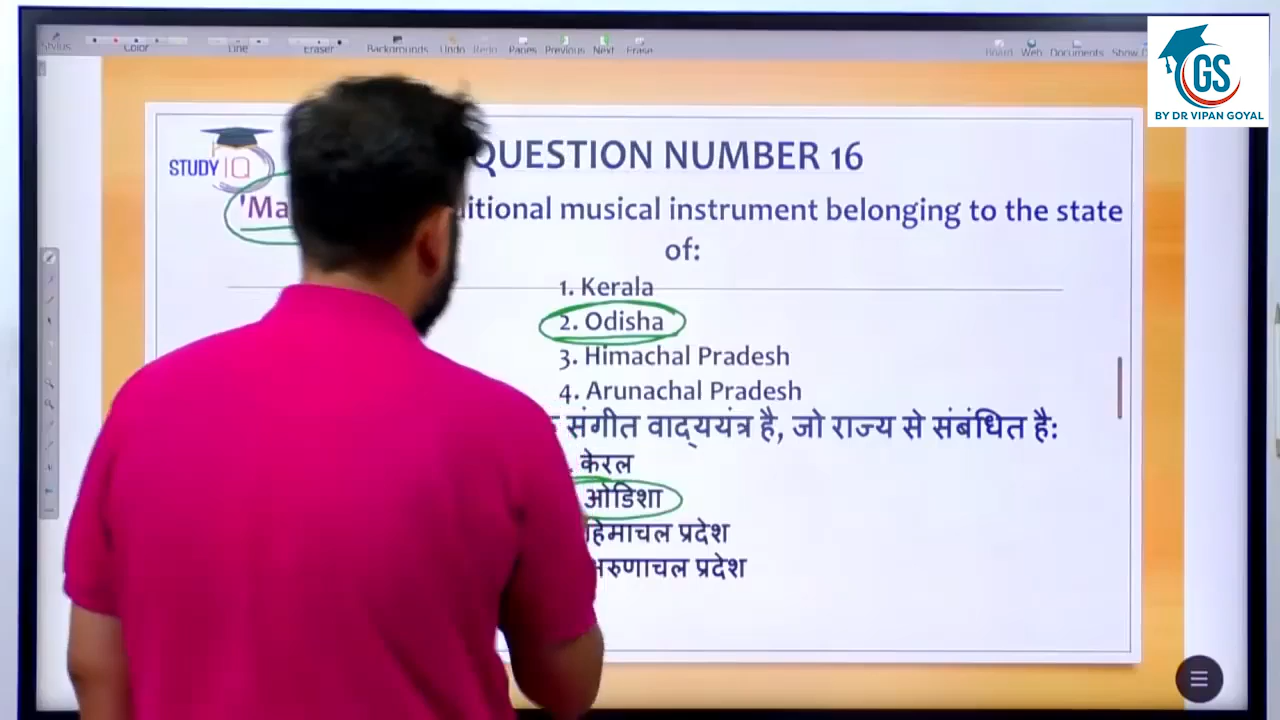 Stylus Color Line Eraser Backgrounds Undo Redo Pages Previous Next Erase Board Web Documents Show
GS
BY DR VIPAN GOYAL
STUDY IQ
QUESTION NUMBER 16
'Ma itional musical instrument belonging to the state
of:
1. Kerala
2. Odisha
3. Himachal Pradesh
4. Arunachal Pradesh
संगीत वाद्ययंत्र है, जो राज्य से संबंधित है:
केरल
ओडिशा
हिमाचल प्रदेश
अरुणाचल प्रदेश